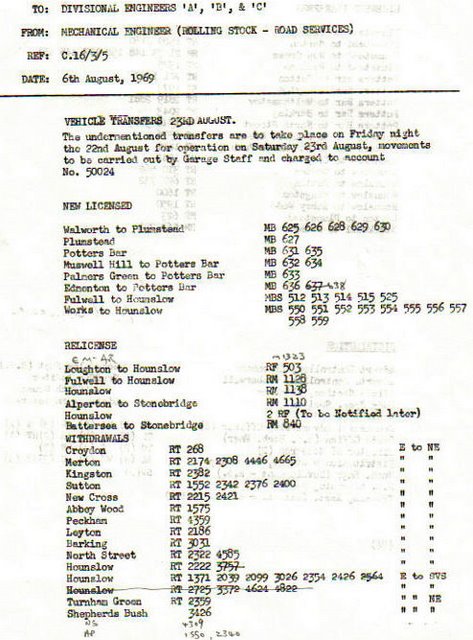 TO: DIVISIONAL ENGINEERS 'A', 'B', & 'C'
FROM: MECHANICAL ENGINEER (ROLLING STOCK - ROAD SERVICES)
REF: C.16/3/5
DATE: 6th August, 1969
VEHICLE TRANSFERS 23RD AUGUST.
The undermentioned transfers are to take place on Friday night
the 22nd August for operation on Saturday 23rd August, movements
to be carried out by Garage Staff and charged to account
No. 50024
NEW LICENSED
Walworth to Plumstead MB 625 626 628 629 630
Plumstead MB 627
Potters Bar MB 631 635
Muswell Hill to Potters Bar MB 632 634
Palmers Green to Potters Bar MB 633
Edmonton to Potters Bar MB 636 637 638
Fulwell to Hounslow MBS 512 513 514 515 525
Works to Hounslow MBS 550 551 552 553 554 555 556 557
558 559
RELICENSE
EM-AR RM1323
Loughton to Hounslow RF 503
Fulwell to Hounslow RM 1128
Hounslow RM 1138
Alperton to Stonebridge RM 1110
Hounslow 2 RF (To be Notified later)
Battersea to Stonebridge RM 840
WITHDRAWALS
Croydon RT 268 E to NE
Merton RT 2174 2308 4446 4665 " "
Kingston RT 2382 " "
Sutton RT 1552 2342 2376 2400 " "
New Cross RT 2215 2421 " "
Abbey Wood RT 1575 " "
Peckham RT 4359 " "
Leyton RT 2186 " "
Barking RT 3031 " "
North Street RT 2322 4585 " "
Hounslow RT 2222 3757 " "
Hounslow RT 1371 2039 2099 3026 2354 2426 2564 E to SVS
Hounslow RT 2725 3372 4624 4822 " "
Turnham Green RT 2359 " " NE
Shepherds Bush 3426 " " "
NS 4309
AP 1550, 2340